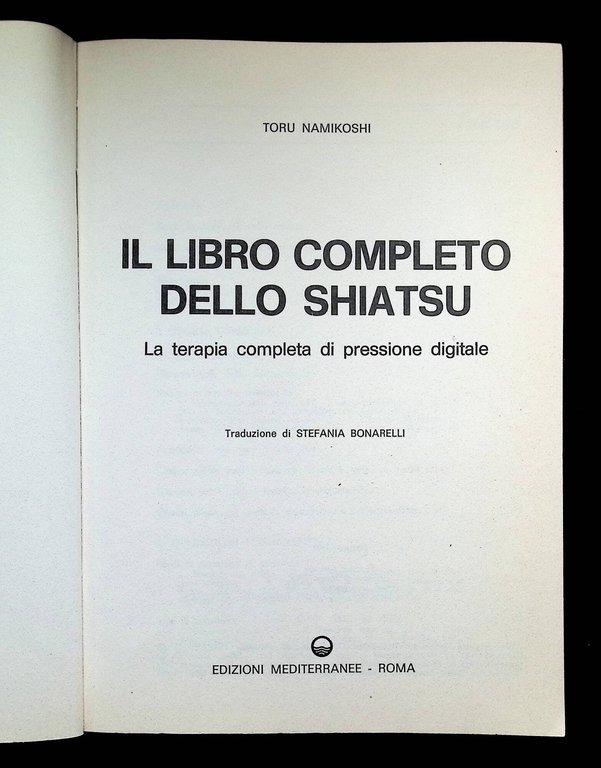 TORU NAMIKOSHI
IL LIBRO COMPLETO
DELLO SHIATSU
La terapia completa di pressione digitale
Traduzione di STEFANIA BONARELLI
EDIZIONI MEDITERRANEE - ROMA